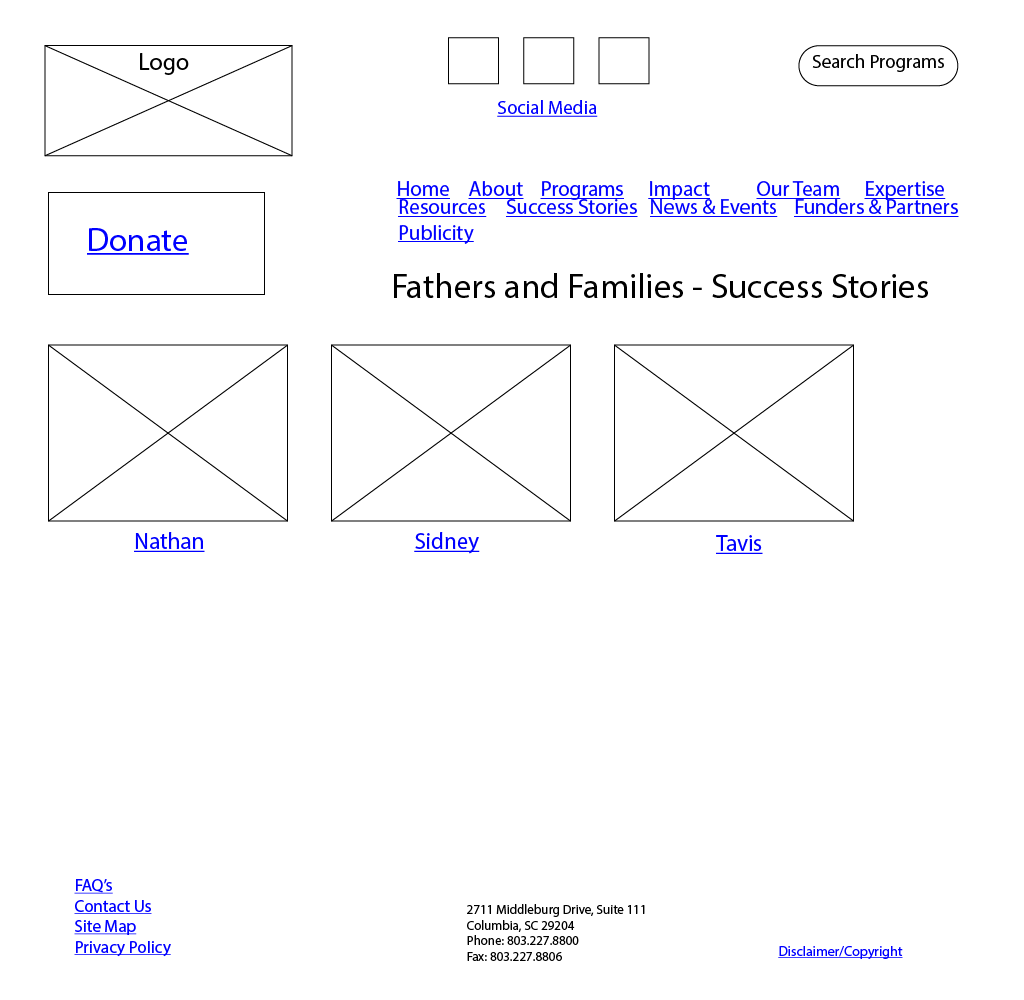 Logo
Social Media
Search Programs
Home About Programs Impact Our Team Expertise
Resources Success Stories News & Events Funders & Partners
Publicity
Donate
Fathers and Families - Success Stories
Nathan Sidney Tavis
FAQ's
Contact Us
Site Map
Privacy Policy
2711 Middleburg Drive, Suite 111
Columbia, SC 29204
Phone: 803.227.8800
Fax: 803.227.8806
Disclaimer/Copyright